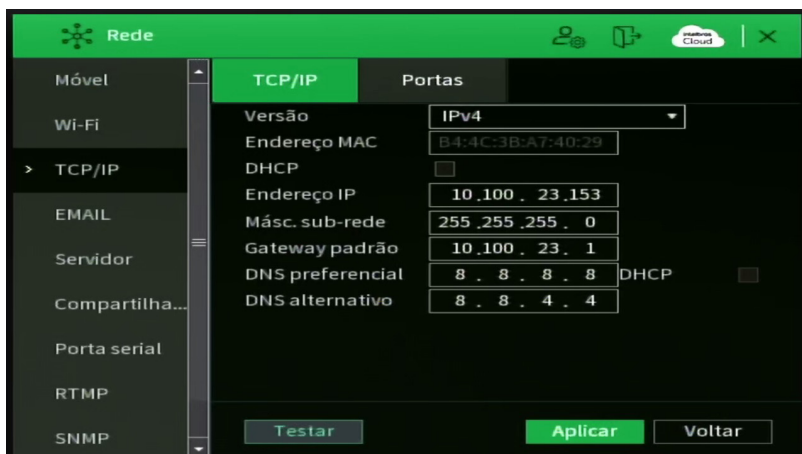 Rede
intelbras Cloud
Móvel
Wi-Fi
> TCP/IP
EMAIL
Servidor
Compartilha...
Porta serial
RTMP
SNMP
TCP/IP Portas
Versão IPv4
Endereço MAC B4:4C:3B:A7:40:29
DHCP
Endereço IP 10.100.23.153
Másc. sub-rede 255.255.255.0
Gateway padrão 10.100.23.1
DNS preferencial 8.8.8.8 DHCP
DNS alternativo 8.8.4.4
Testar Aplicar Voltar